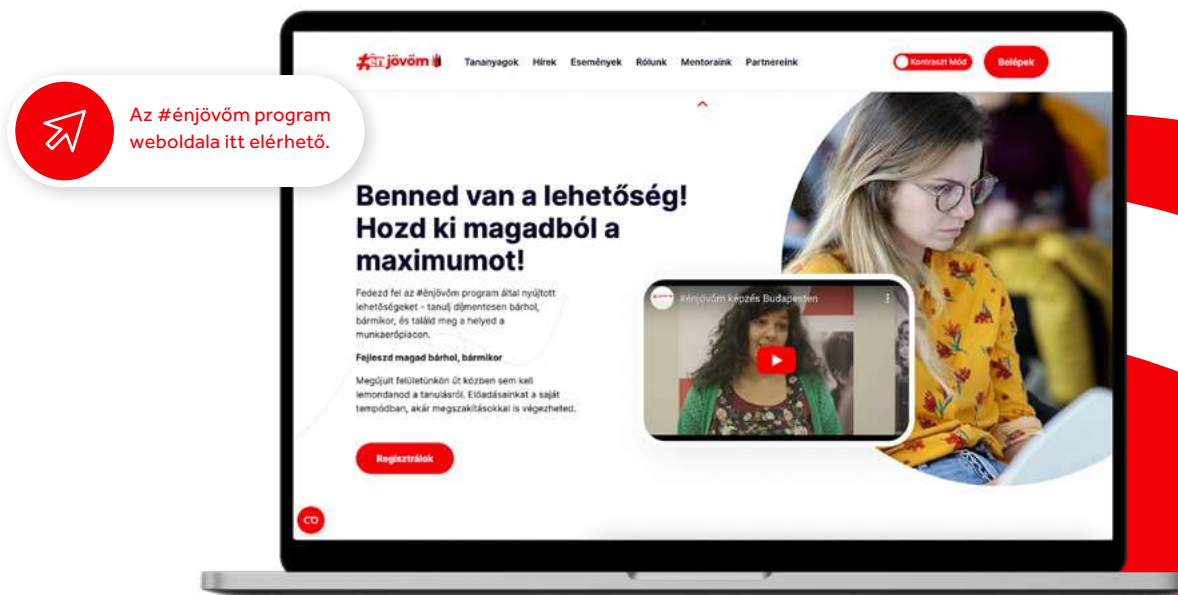 Az #énjövőm program
weboldala itt elérhető.
#én jövőm
Tananyagok Hírek Események Rólunk Mentoraink Partnereink
Kontraszt Mód
Belépek
Benned van a lehetőség!
Hozd ki magadból a
maximumot!
Fedezd fel az #énjövőm program által nyújtott
lehetőségeket - tanulj díjmentesen bárhol,
bármikor, és találd meg a helyed a
munkaerőpiacon.
Fejleszd magad bárhol, bármikor
Megújult felületünkön út közben sem kell
lemondanod a tanulásról. Előadásainkat a saját
tempódban, akár megszakításokkal is végezheted.
Regisztrálok
#énjövőm képzés Budapesten